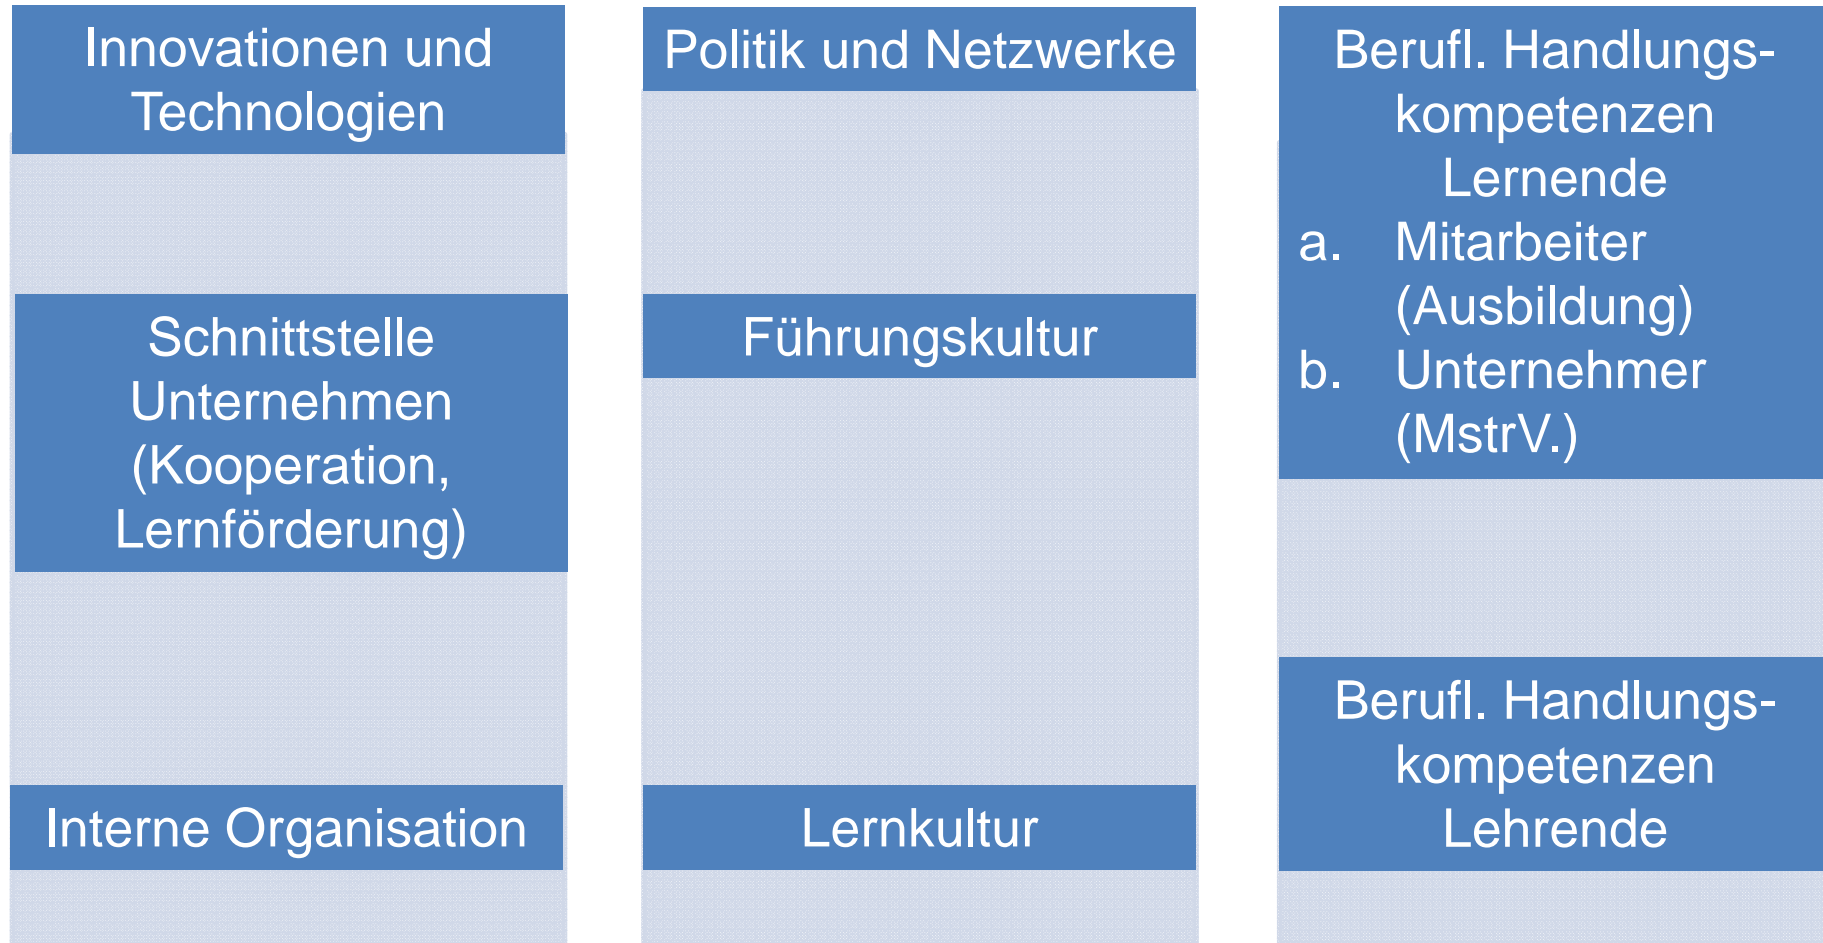 Innovationen und
Technologien
Schnittstelle
Unternehmen
(Kooperation,
Lernförderung)
Interne Organisation
Politik und Netzwerke
Führungskultur
Lernkultur
Berufl. Handlungs-
kompetenzen
Lernende
a. Mitarbeiter
(Ausbildung)
b. Unternehmer
(MstrV.)
Berufl. Handlungs-
kompetenzen
Lehrende